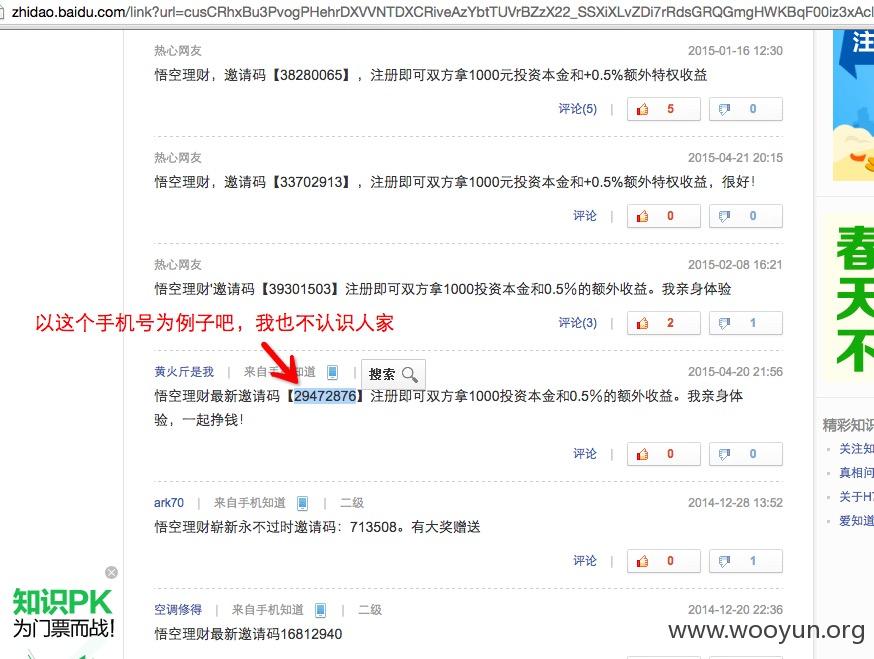 zhidao.baidu.com/link?url=cusCRhxBu3PvogPHehrDXVVNTDXCRiveAzYbtTUVrBZzX22_SSXiXLvZDi7rRdsGRQGmgHWKBqF00iz3xAcl
热心网友 2015-01-16 12:30
悟空理财，邀请码【38280065】，注册即可双方拿1000元投资本金和+0.5%额外特权收益
评论(5) | 5 0
热心网友 2015-04-21 20:15
悟空理财，邀请码【33702913】，注册即可双方拿1000元投资本金和+0.5%额外特权收益，很好！
评论 | 0 0
热心网友 2015-02-08 16:21
悟空理财'邀请码【39301503】注册即可双方拿1000投资本金和0.5%的额外收益。我亲身体验
以这个手机号为例子吧，我也不认识人家
评论(3) | 2 1
黄火斤是我 | 来自手机知道 | 搜索 2015-04-20 21:56
悟空理财最新邀请码【29472876】注册即可双方拿1000投资本金和0.5%的额外收益。我亲身体
验，一起挣钱！
评论 | 0 0
ark70 | 来自手机知道 | 二级 2014-12-28 13:52
悟空理财崭新永不过时邀请码：713508。有大奖赠送
评论 | 0 1
空调修得 | 来自手机知道 | 二级 2014-12-20 22:36
悟空理财最新邀请码16812940
知识PK
为门票而战！
注
春
天
不
精彩知识
关注知
真相问
关于H7
爱知道
www.wooyun.org